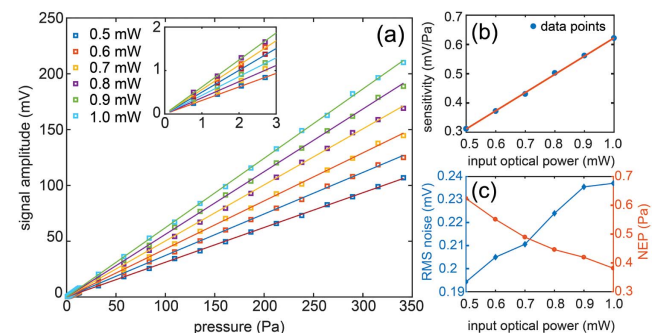 (a)
signal amplitude (mV)
250
200
150
100
50
0
0.5 mW
0.6 mW
0.7 mW
0.8 mW
0.9 mW
1.0 mW
2
1
0
0 1 2 3
0 50 100 150 200 250 300 350
pressure (Pa)
(b)
data points
sensitivity (mV/Pa)
0.7
0.6
0.5
0.4
0.3
0.5 0.6 0.7 0.8 0.9 1.0
input optical power (mW)
(c)
RMS noise (mV)
0.24
0.23
0.22
0.21
0.20
0.19
0.7
0.6
0.5
0.4
0.3
0.2
NEP (Pa)
0.5 0.6 0.7 0.8 0.9 1.0
input optical power (mW)